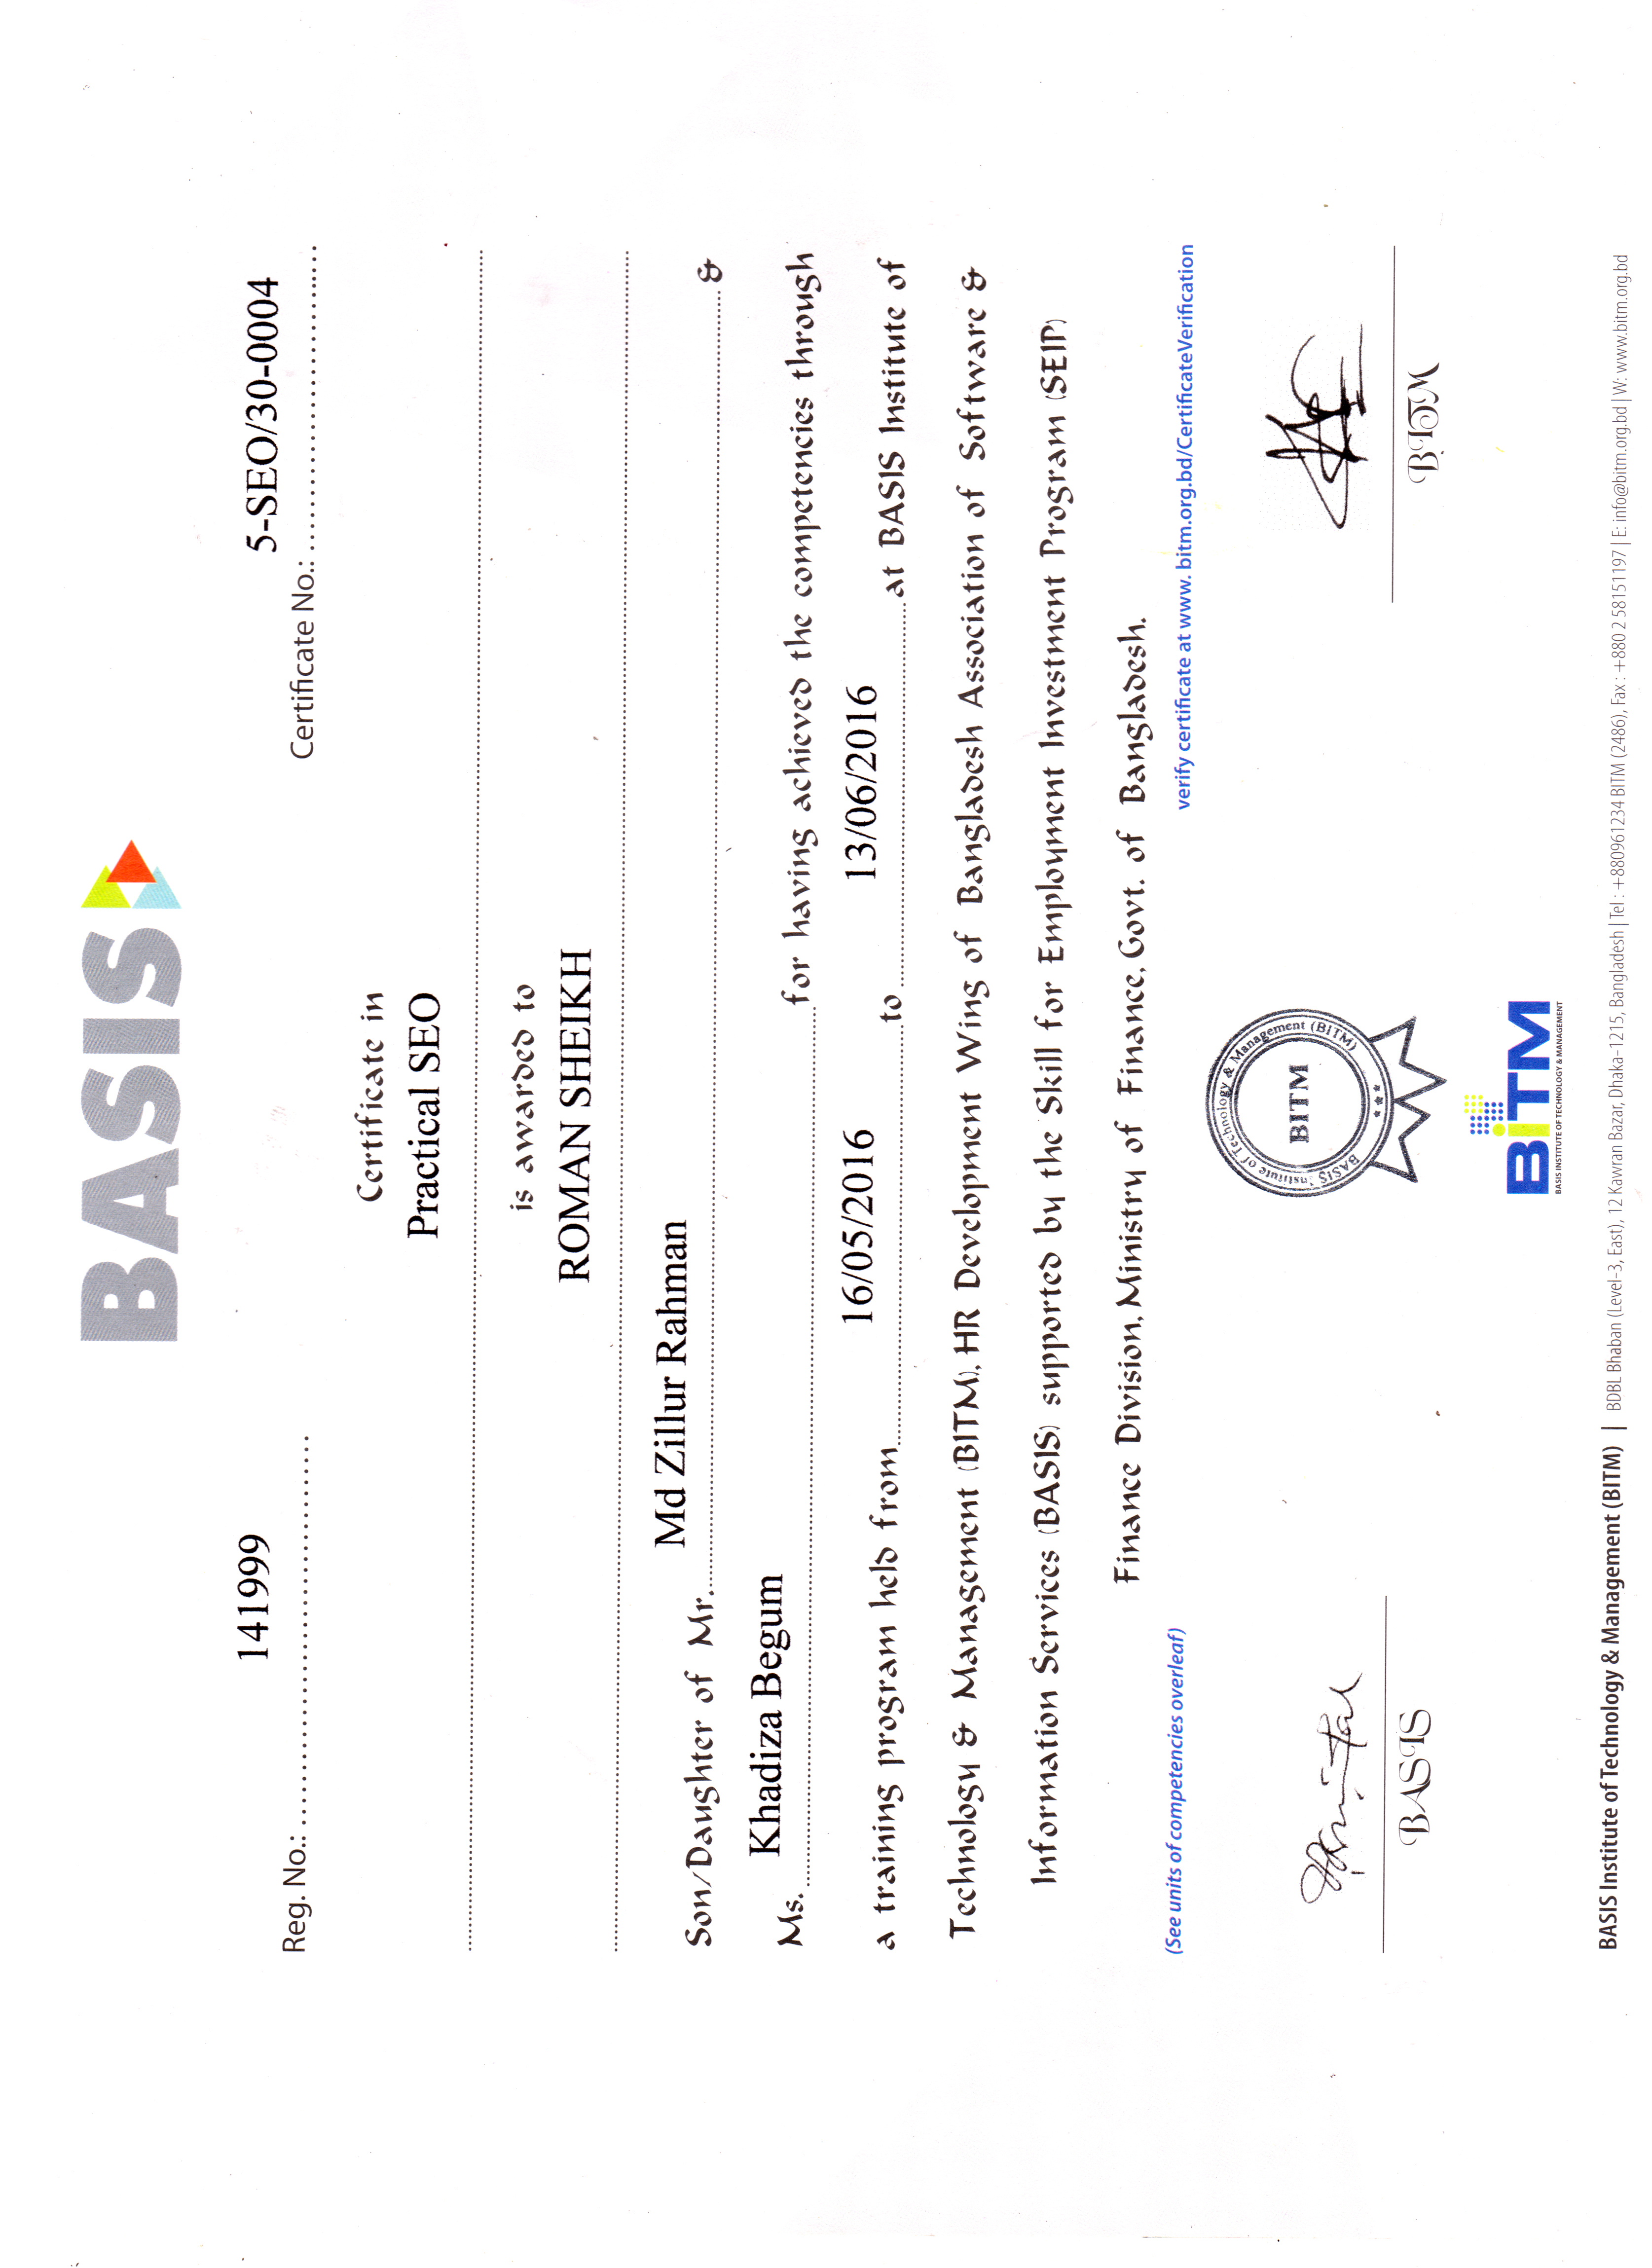 BASIS
141999
Reg. No.: ....................................
5-SEO/30-0004
Certificate No.: ............................
Certificate in
Practical SEO
is awarded to
ROMAN SHEIKH
Md Zillur Rahman
Son/Daughter of Mr. &
Khadiza Begum
Ms. for having achieved the competencies through
16/05/2016 13/06/2016
a training program held from to at BASIS Institute of
Technology & Management (BITM), HR Development Wing of Bangladesh Association of Software &
Information Services (BASIS) supported by the Skill for Employment Investment Program (SEIP)
Finance Division, Ministry of Finance, Govt. of Bangladesh.
(See units of competencies overleaf)
verify certificate at www. bitm.org.bd/CertificateVerification
BASIS Institute of Technology & Management (BITM)
BITM
BASIS
BITM
BiTM
BASIS INSTITUTE OF TECHNOLOGY & MANAGEMENT
BASIS Institute of Technology & Management (BITM) | BDBL Bhaban (Level-3, East), 12 Kawran Bazar, Dhaka-1215, Bangladesh | Tel : +880961234 BITM (2486), Fax : +880 2 58151197 | E: info@bitm.org.bd | W: www.bitm.org.bd